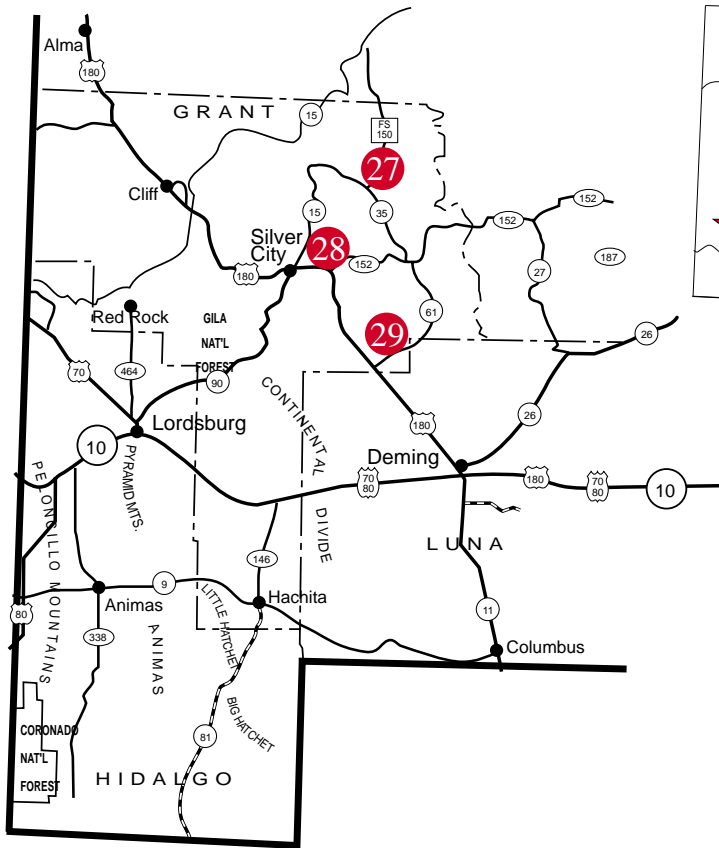 Alma
180
GRANT
15
FS
150
27
Cliff
15
35
152
152
Silver
City
28
152
27
187
180
Red Rock
GILA
NAT'L
FOREST
29
61
26
70
464
90
CONTINENTAL
DIVIDE
26
Lordsburg
180
10
Deming
PYRAMID MTS.
70
80
180
70
80
10
PELONCILLO MOUNTAINS
LUNA
146
9
Animas
Hachita
80
338
ANIMAS
LITTLE HATCHET
11
Columbus
BIG HATCHET
81
CORONADO
NAT'L
FOREST
HIDALGO